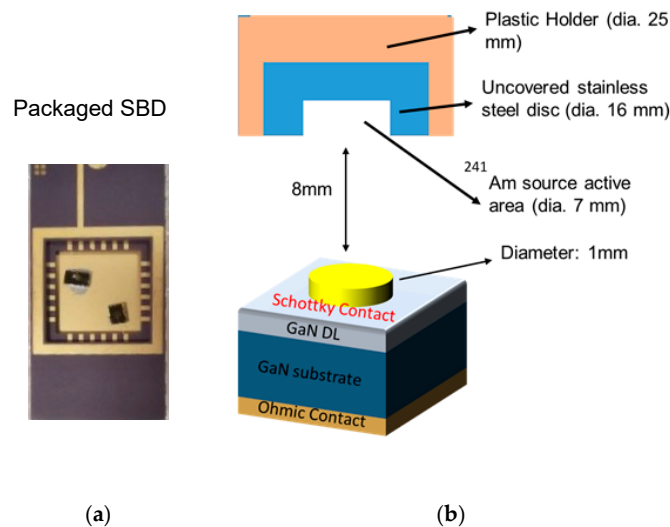 Packaged SBD
Plastic Holder (dia. 25
mm)
Uncovered stainless
steel disc (dia. 16 mm)
241
Am source active
area (dia. 7 mm)
8mm
Diameter: 1mm
Schottky Contact
GaN DL
GaN substrate
Ohmic Contact
(a)
(b)